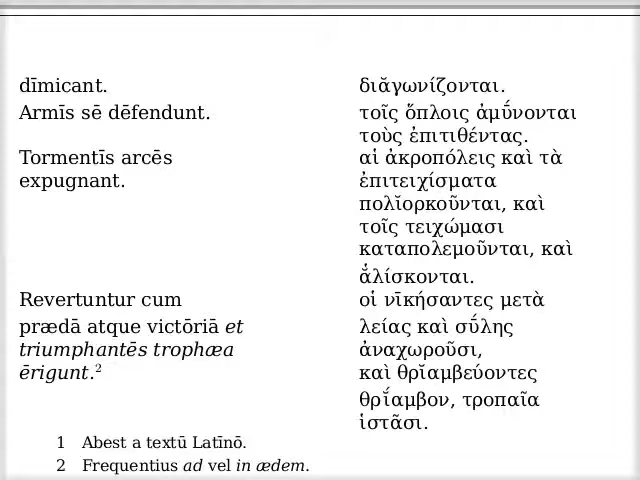 dīmicant.
Armīs sē dēfendunt.
Tormentīs arcēs
expugnant.
Revertuntur cum
prædā atque victōriā et
triumphantēs trophæa
ērigunt.²
διᾰγωνίζονται.
τοῖς ὅπλοις ἀμῡ́νονται
τοὺς ἐπιτιθέντας.
αἱ ἀκροπόλεις καὶ τὰ
ἐπιτειχίσματα
πολῐορκοῦνται, καὶ
τοῖς τειχώμασι
καταπολεμοῦνται, καὶ
ᾰ̔λίσκονται.
οἱ νῑκήσαντες μετὰ
λείας καὶ σῡ́λης
ἀναχωροῦσι,
καὶ θρῐαμβεύοντες
θρῐ́αμβον, τροπαῖα
ἱστᾶσι.
1 Abest a textū Latīnō.
2 Frequentius ad vel in ædem.